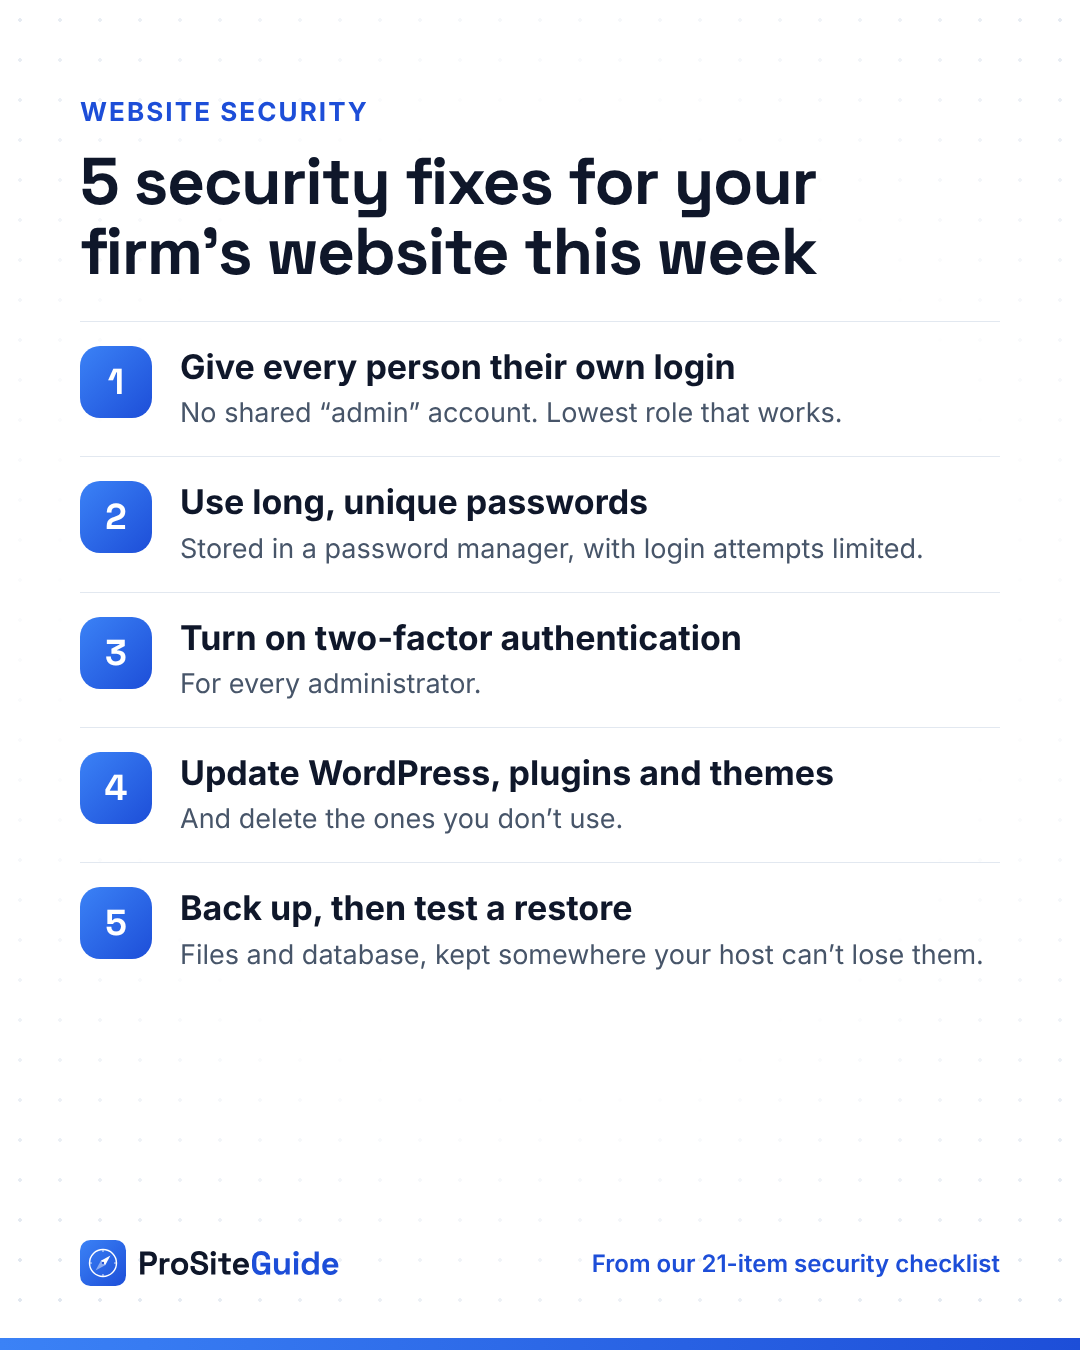 WEBSITE SECURITY
5 security fixes for your
firm’s website this week
1
Give every person their own login
No shared “admin” account. Lowest role that works.
2
Use long, unique passwords
Stored in a password manager, with login attempts limited.
3
Turn on two-factor authentication
For every administrator.
4
Update WordPress, plugins and themes
And delete the ones you don’t use.
5
Back up, then test a restore
Files and database, kept somewhere your host can’t lose them.
ProSiteGuide
From our 21-item security checklist